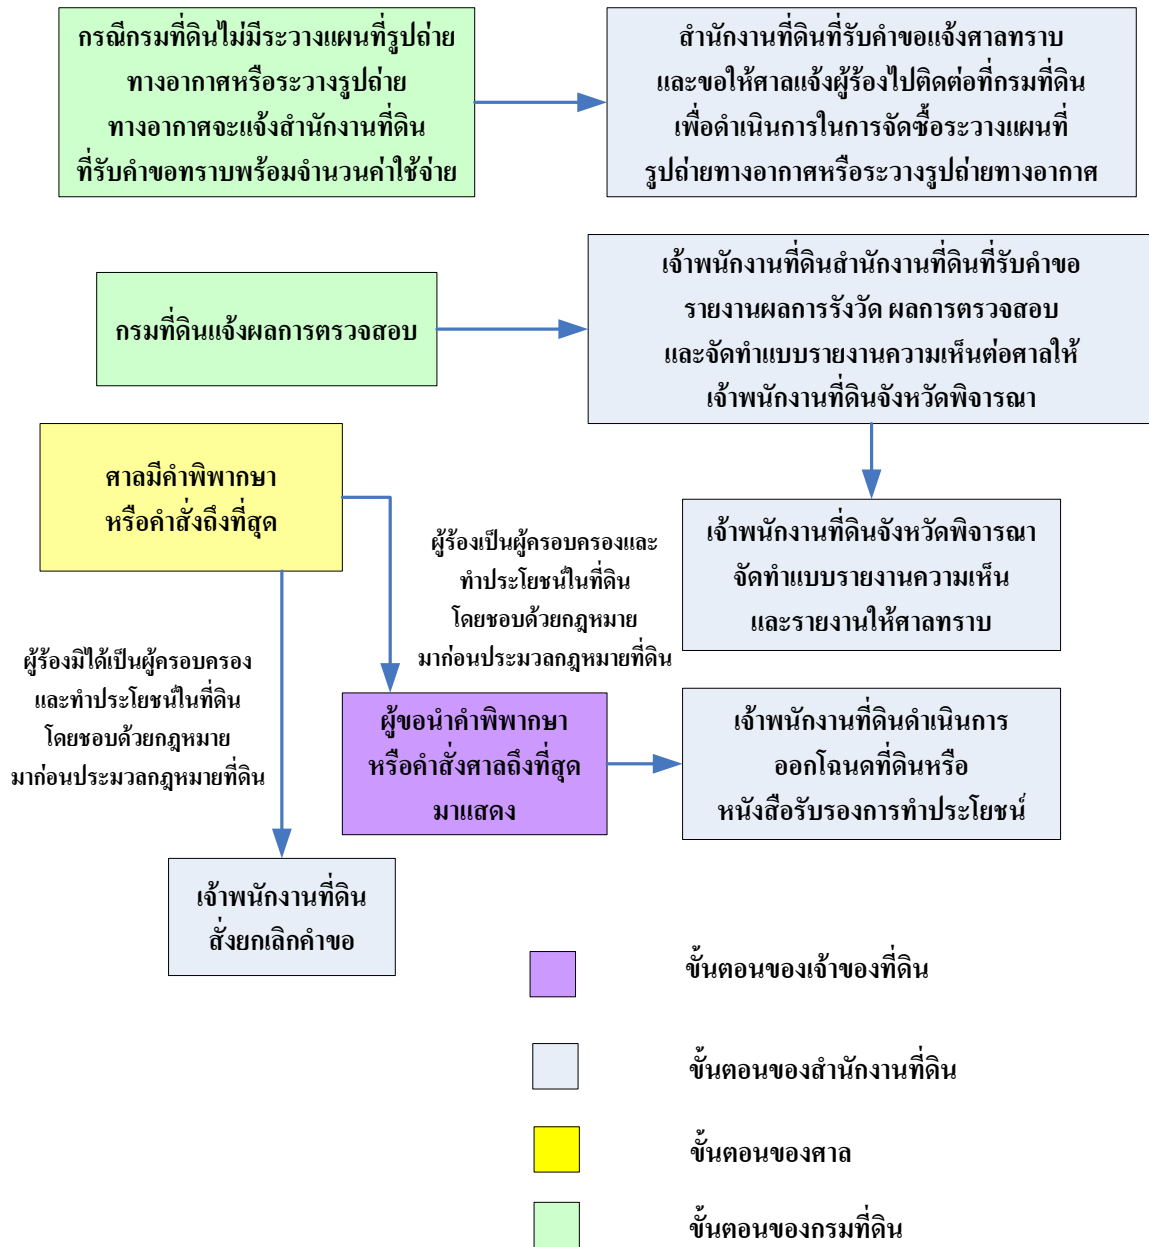 กรณีกรมที่ดินไม่มีระวางแผนที่รูปถ่าย
ทางอากาศหรือระวางรูปถ่าย
ทางอากาศจะแจ้งสำนักงานที่ดิน
ที่รับคำขอทราบพร้อมจำนวนค่าใช้จ่าย
สำนักงานที่ดินที่รับคำขอแจ้งศาลทราบ
และขอให้ศาลแจ้งผู้ร้องไปติดต่อที่กรมที่ดิน
เพื่อดำเนินการในการจัดซื้อระวางแผนที่
รูปถ่ายทางอากาศหรือระวางรูปถ่ายทางอากาศ
กรมที่ดินแจ้งผลการตรวจสอบ
เจ้าพนักงานที่ดินสำนักงานที่ดินที่รับคำขอ
รายงานผลการรังวัด ผลการตรวจสอบ
และจัดทำแบบรายงานความเห็นต่อศาลให้
เจ้าพนักงานที่ดินจังหวัดพิจารณา
ศาลมีคำพิพากษา
หรือคำสั่งถึงที่สุด
ผู้ร้องเป็นผู้ครอบครองและ
ทำประโยชน์ในที่ดิน
โดยชอบด้วยกฎหมาย
มาก่อนประมวลกฎหมายที่ดิน
เจ้าพนักงานที่ดินจังหวัดพิจารณา
จัดทำแบบรายงานความเห็น
และรายงานให้ศาลทราบ
ผู้ร้องมิได้เป็นผู้ครอบครอง
และทำประโยชน์ในที่ดิน
โดยชอบด้วยกฎหมาย
มาก่อนประมวลกฎหมายที่ดิน
ผู้ขอนำคำพิพากษา
หรือคำสั่งศาลถึงที่สุด
มาแสดง
เจ้าพนักงานที่ดินดำเนินการ
ออกโฉนดที่ดินหรือ
หนังสือรับรองการทำประโยชน์
เจ้าพนักงานที่ดิน
สั่งยกเลิกคำขอ
ขั้นตอนของเจ้าของที่ดิน
ขั้นตอนของสำนักงานที่ดิน
ขั้นตอนของศาล
ขั้นตอนของกรมที่ดิน